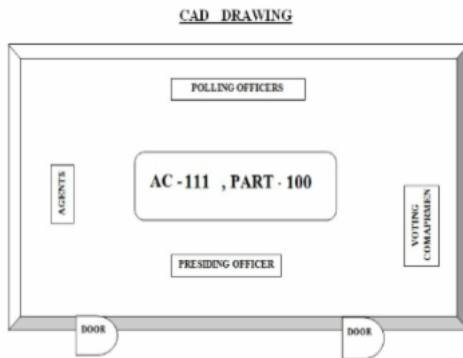 CAD DRAWING
POLLING OFFICERS
AC - 111 , PART - 100
AGENTS
VOTING
COMAPRMEN
PRESIDING OFFICER
DOOR
DOOR